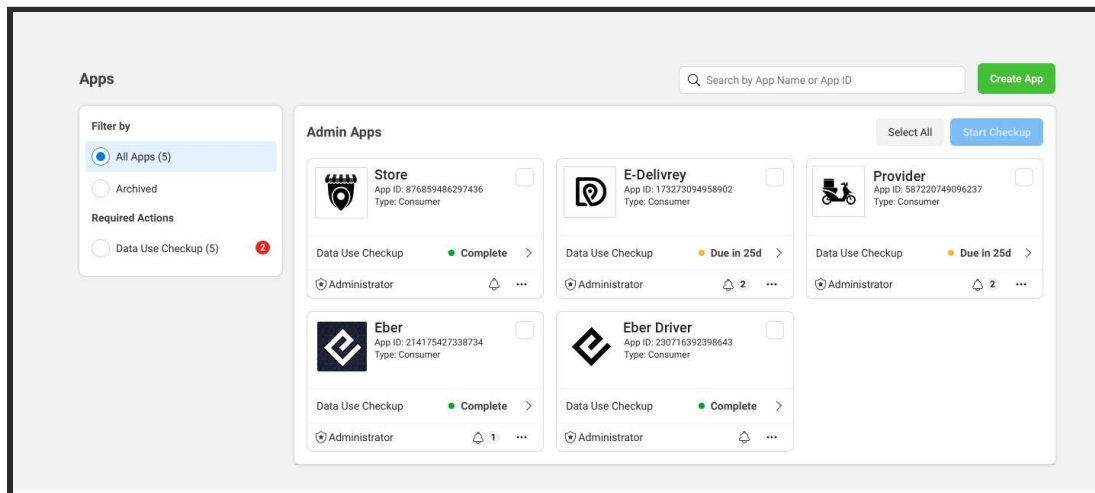 Apps
Search by App Name or App ID
Create App
Filter by
All Apps (5)
Archived
Required Actions
Data Use Checkup (5) 2
Admin Apps
Select All
Start Checkup
Store
App ID: 876859486297436
Type: Consumer
Data Use Checkup Complete
Administrator
E-Delivrey
App ID: 173273094958902
Type: Consumer
Data Use Checkup Due in 25d
Administrator 2
Provider
App ID: 587220749096237
Type: Consumer
Data Use Checkup Due in 25d
Administrator 2
Eber
App ID: 214175427338734
Type: Consumer
Data Use Checkup Complete
Administrator 1
Eber Driver
App ID: 230716392398643
Type: Consumer
Data Use Checkup Complete
Administrator